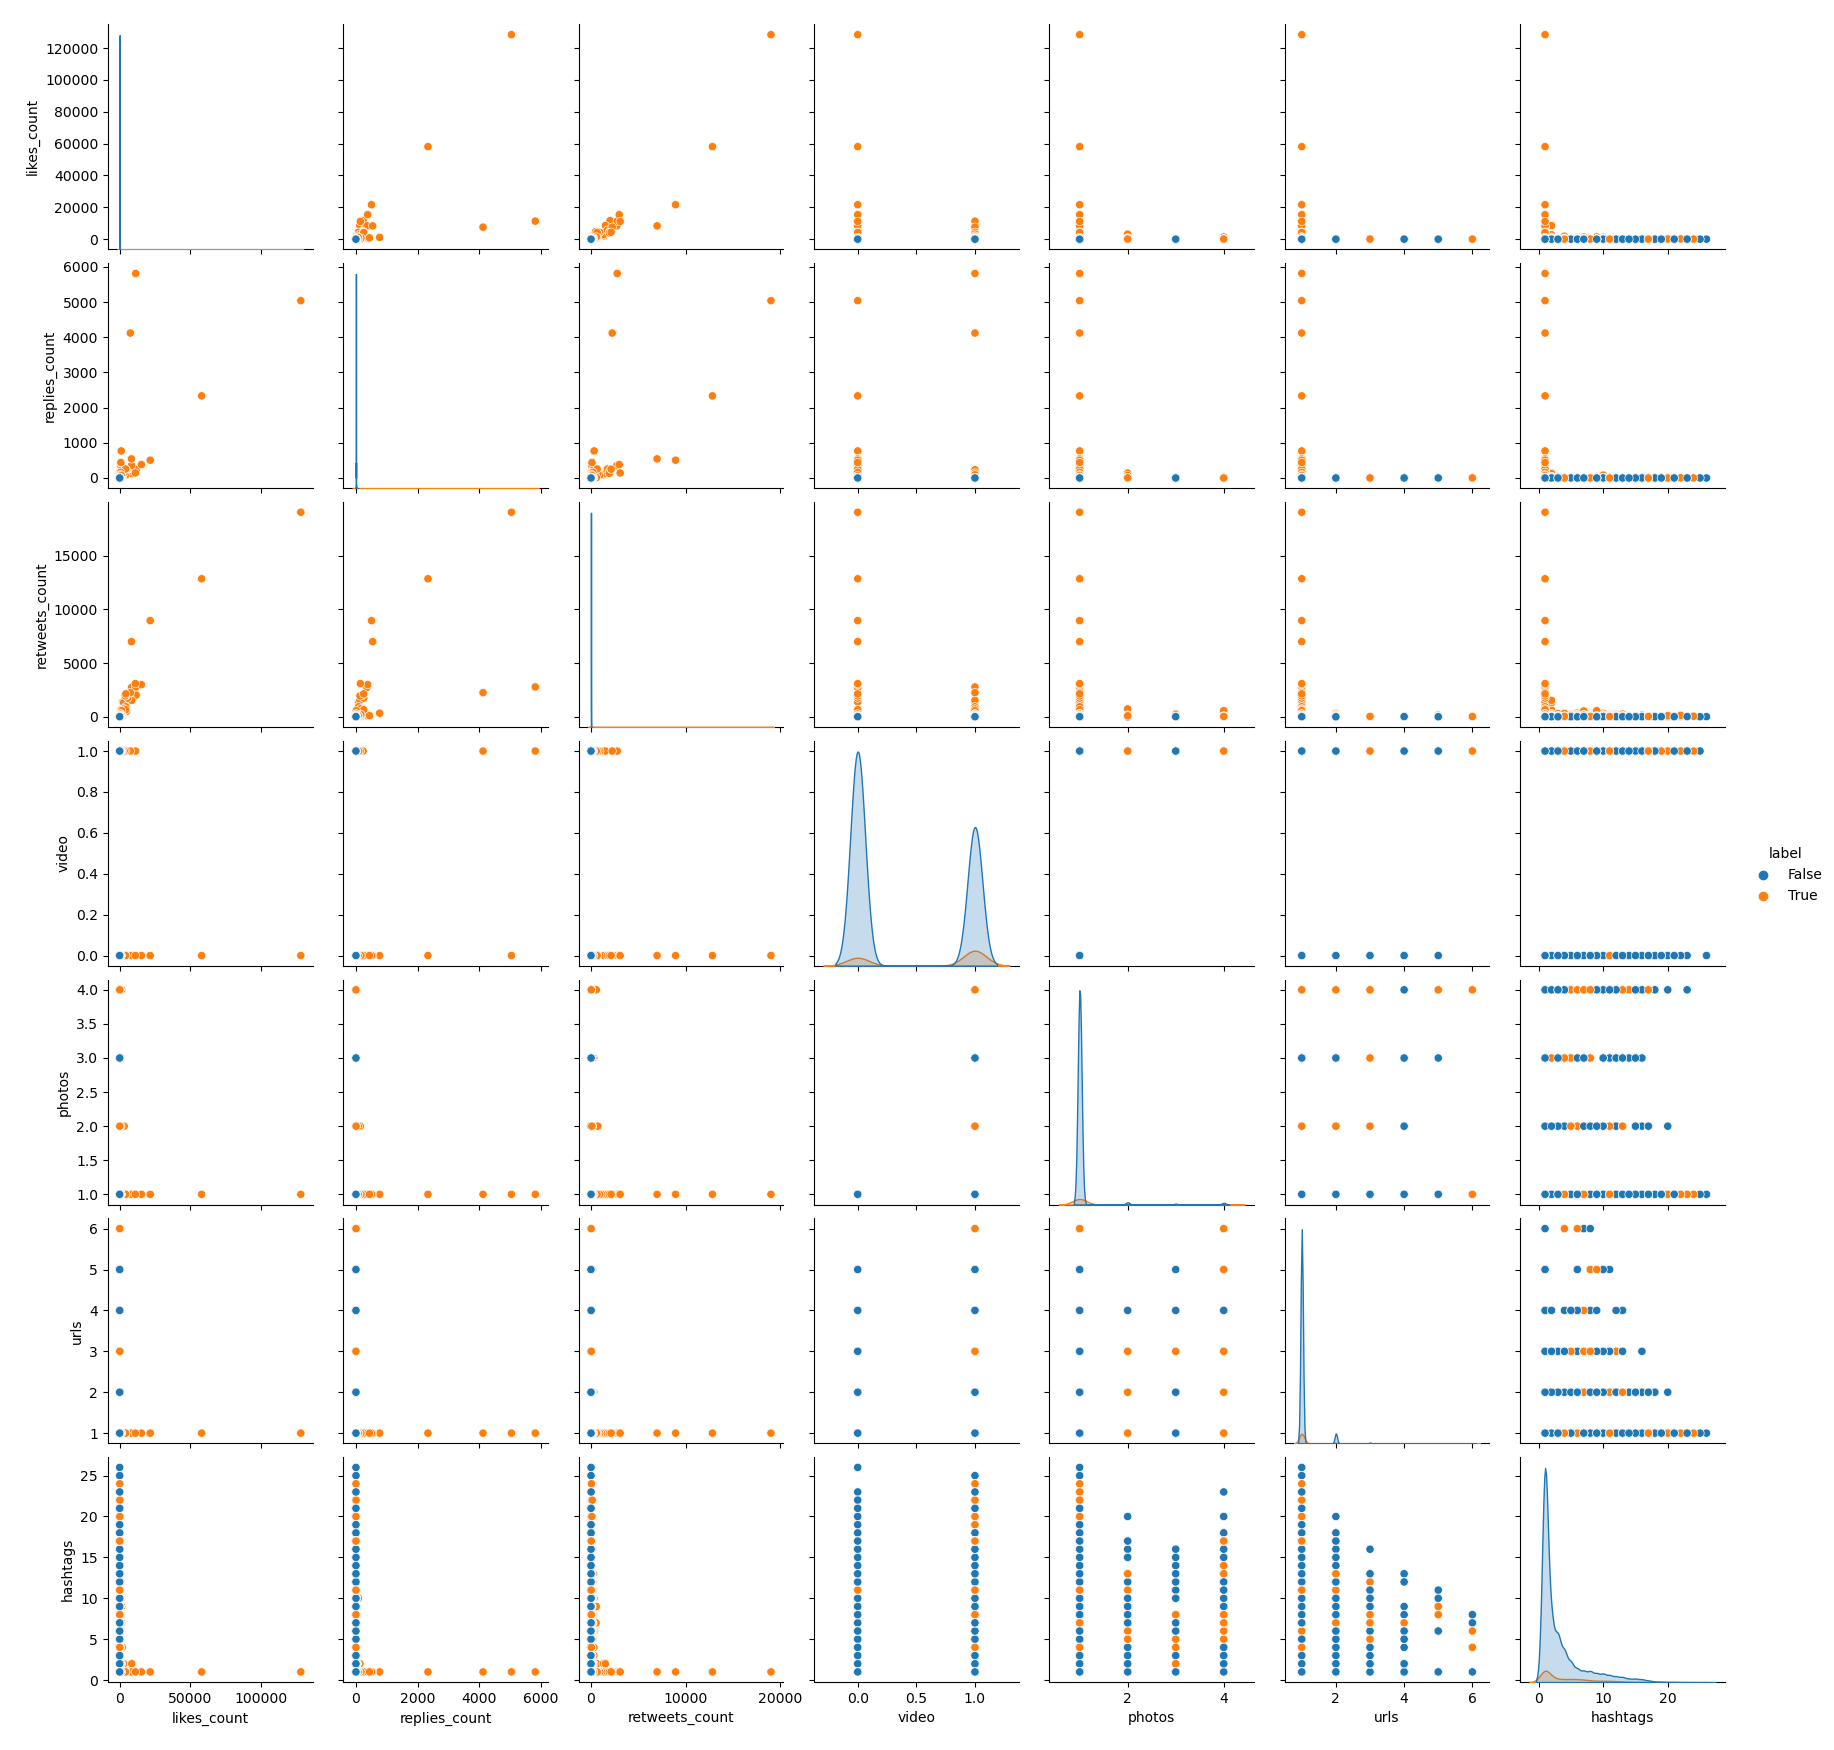 120000
100000
80000
60000
40000
20000
0
likes_count
6000
5000
4000
3000
2000
1000
0
replies_count
15000
10000
5000
0
retweets_count
1.0
0.8
0.6
0.4
0.2
0.0
video
label
False
True
4.0
3.5
3.0
2.5
2.0
1.5
1.0
photos
6
5
4
3
2
1
urls
25
20
15
10
5
0
hashtags
0 50000 100000
0 2000 4000 6000
0 10000 20000
0.0 0.5 1.0
2 4
2 4 6
0 10 20
likes_count replies_count retweets_count video photos urls hashtags